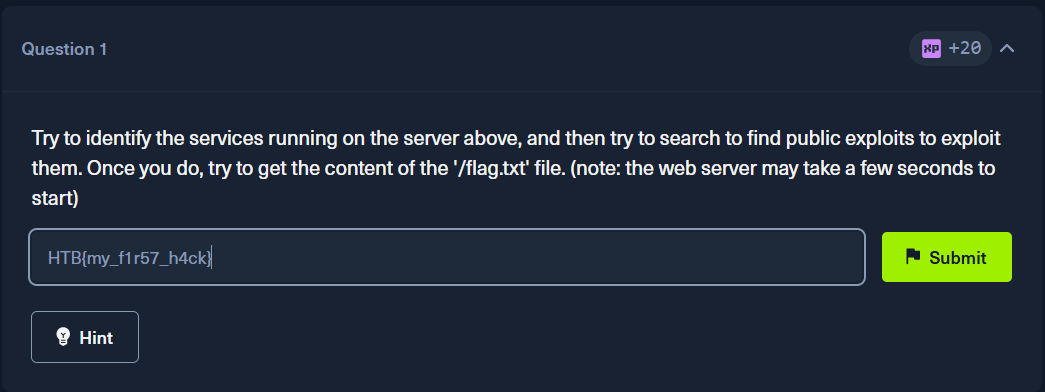 Question 1
XP +20
Try to identify the services running on the server above, and then try to search to find public exploits to exploit
them. Once you do, try to get the content of the '/flag.txt' file. (note: the web server may take a few seconds to
start)
HTB{my_f1r57_h4ck}
Submit
Hint